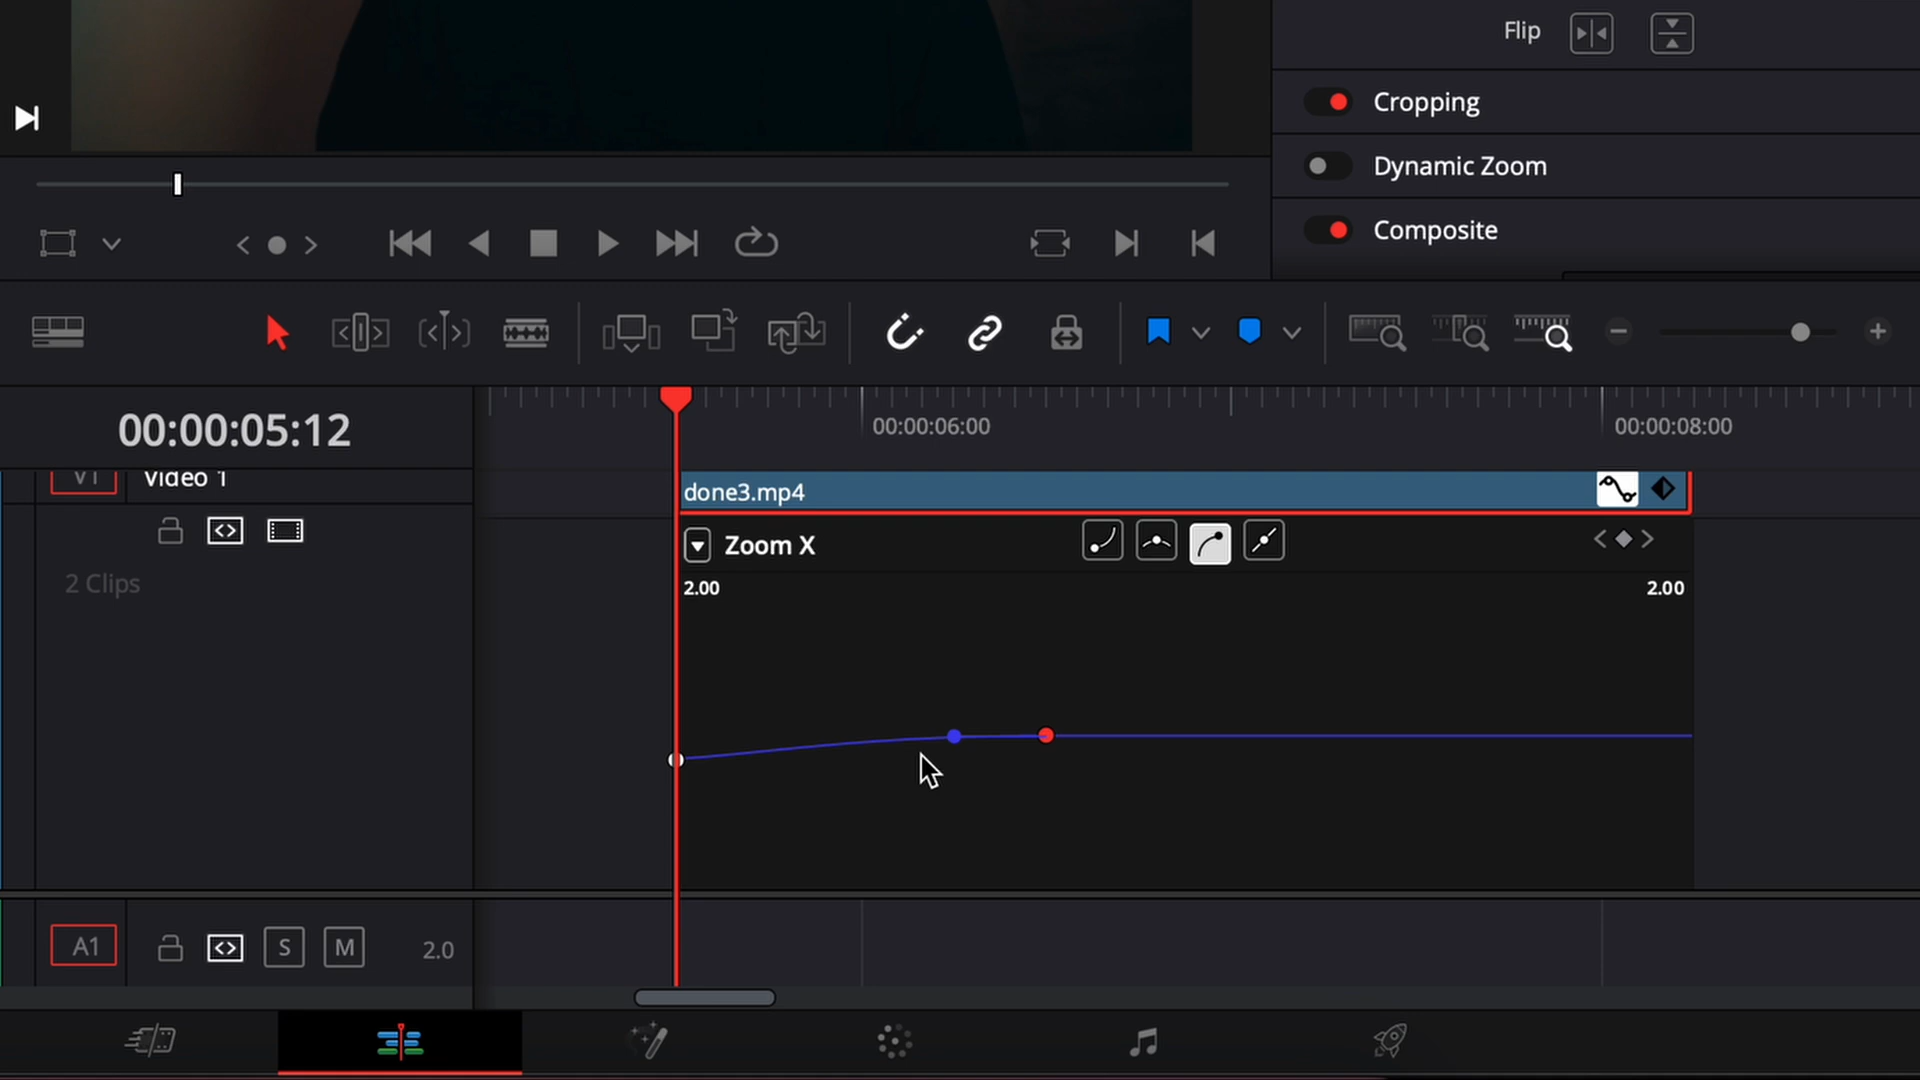 Flip
Cropping
Dynamic Zoom
Composite
00:00:05:12
00:00:06:00
00:00:08:00
V1
Video 1
done3.mp4
Zoom X
2 Clips
2.00
2.00
A1
S
M
2.0